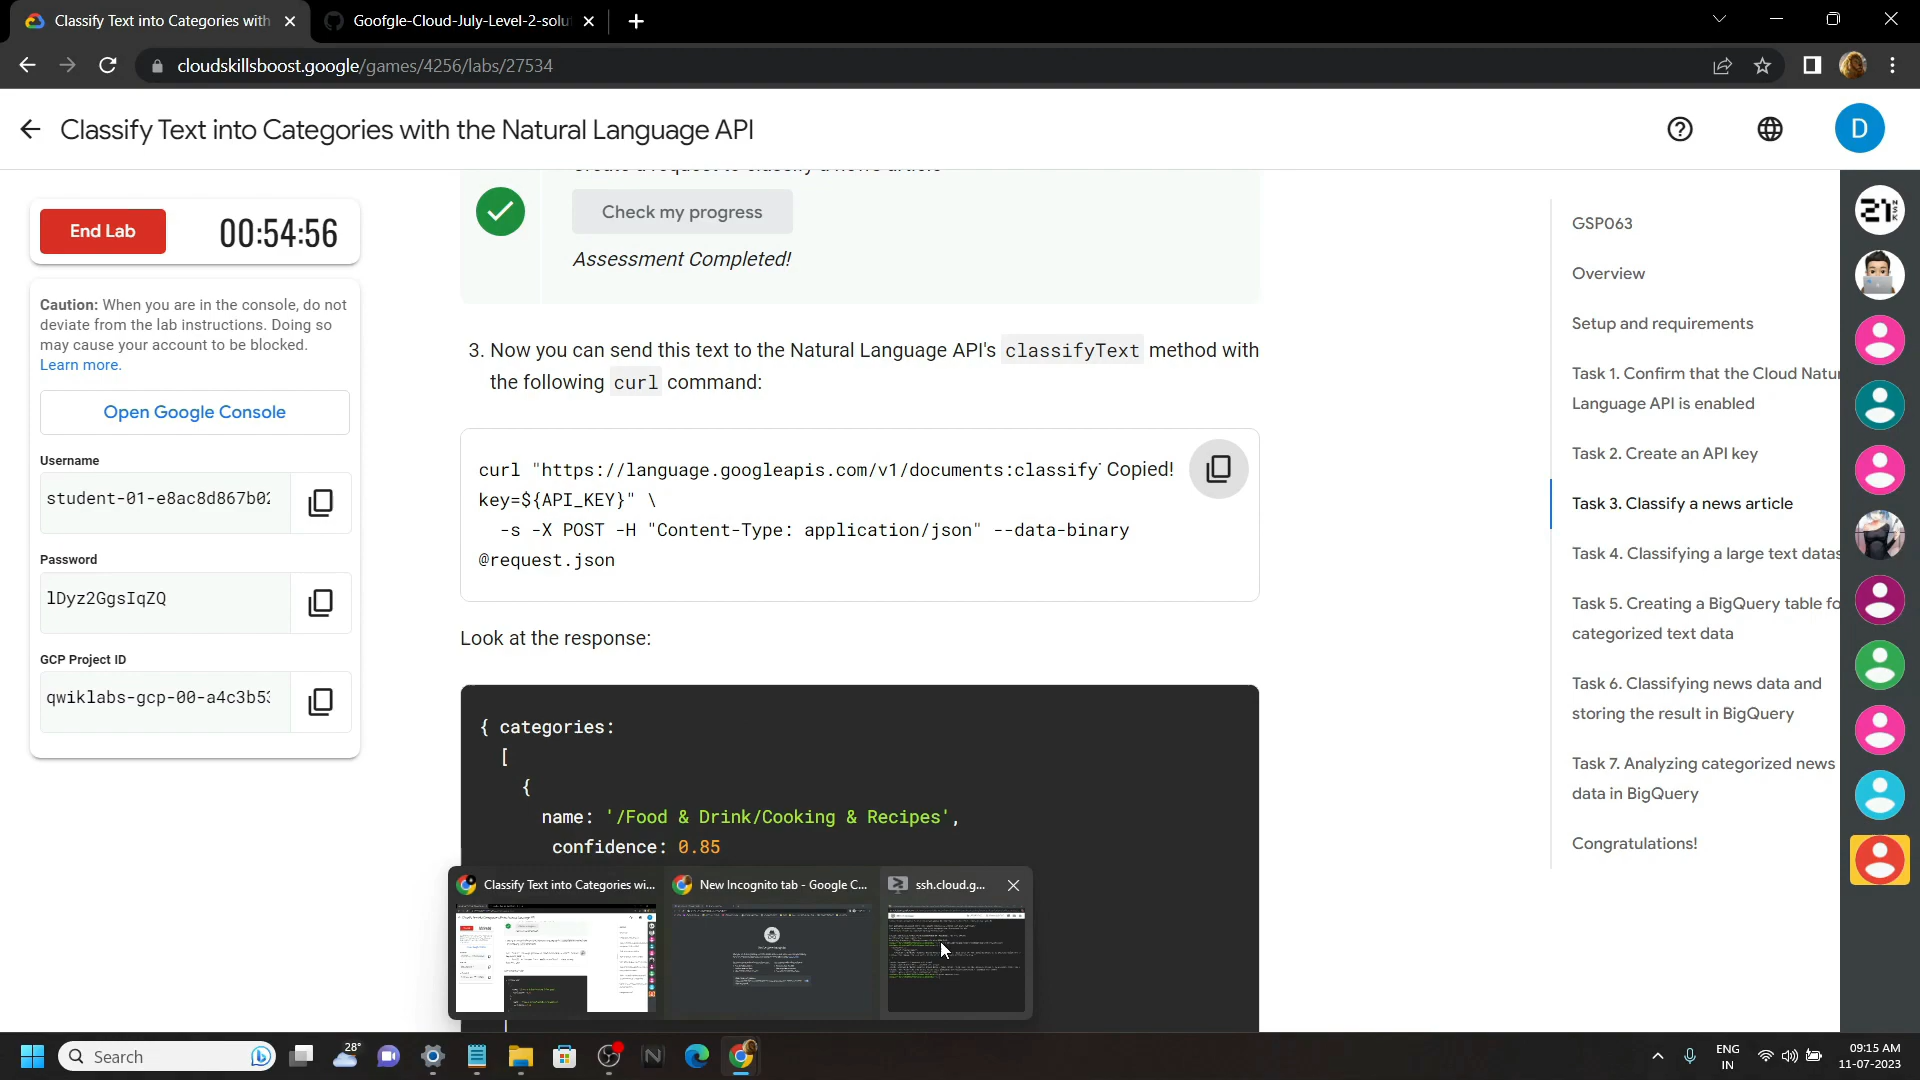 Classify Text into Categories with
Goofgle-Cloud-July-Level-2-solu
cloudskillsboost.google/games/4256/labs/27534
Classify Text into Categories with the Natural Language API
D
End Lab
00:54:56
Caution: When you are in the console, do not
deviate from the lab instructions. Doing so
may cause your account to be blocked.
Learn more.
Open Google Console
Username
student-01-e8ac8d867b02
Password
lDyz2GgsIqZQ
GCP Project ID
qwiklabs-gcp-00-a4c3b53
Check my progress
Assessment Completed!
3. Now you can send this text to the Natural Language API's classifyText method with
the following curl command:
curl "https://language.googleapis.com/v1/documents:classify Copied!
key=${API_KEY}" \
-s -X POST -H "Content-Type: application/json" --data-binary
@request.json
Look at the response:
{ categories:
[
{
name: '/Food & Drink/Cooking & Recipes',
confidence: 0.85
GSP063
Overview
Setup and requirements
Task 1. Confirm that the Cloud Natur
Language API is enabled
Task 2. Create an API key
Task 3. Classify a news article
Task 4. Classifying a large text datas
Task 5. Creating a BigQuery table fo
categorized text data
Task 6. Classifying news data and
storing the result in BigQuery
Task 7. Analyzing categorized news
data in BigQuery
Congratulations!
21
NSK
Classify Text into Categories wi...
New Incognito tab - Google C...
ssh.cloud.g...
Search
28°
ENG
IN
09:15 AM
11-07-2023